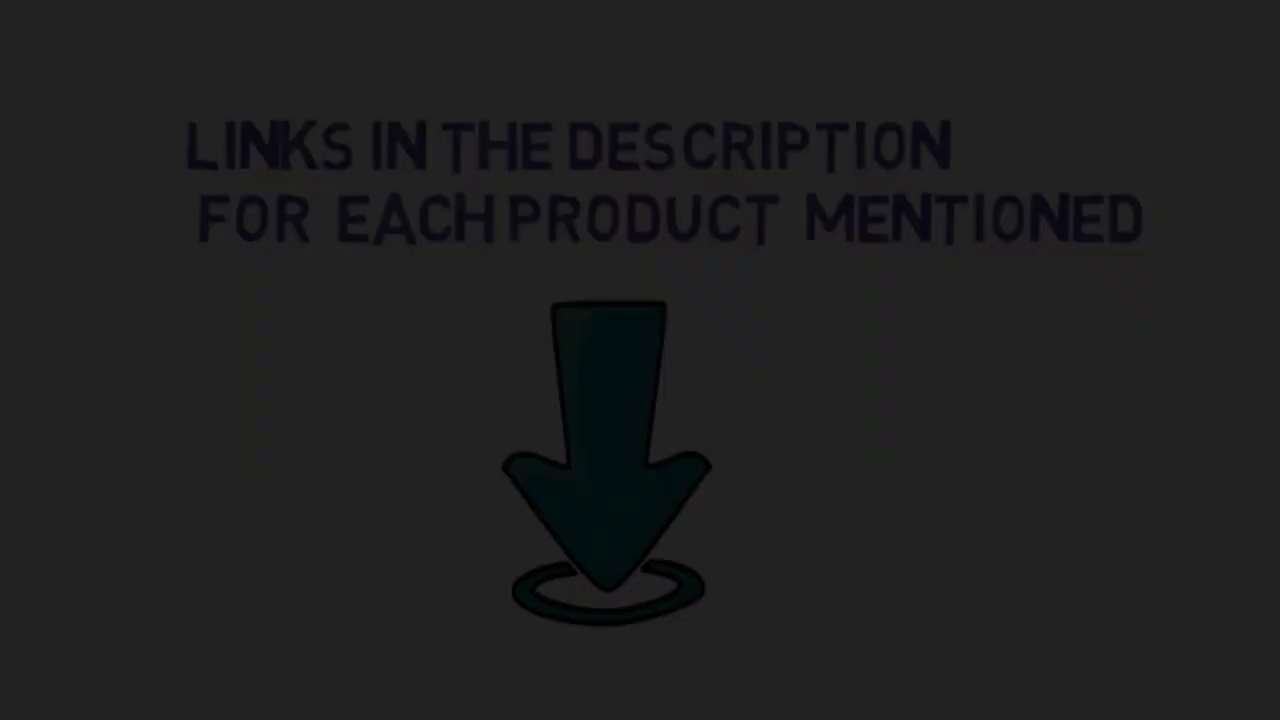 LINKS IN THE DESCRIPTION
FOR EACH PRODUCT MENTIONED